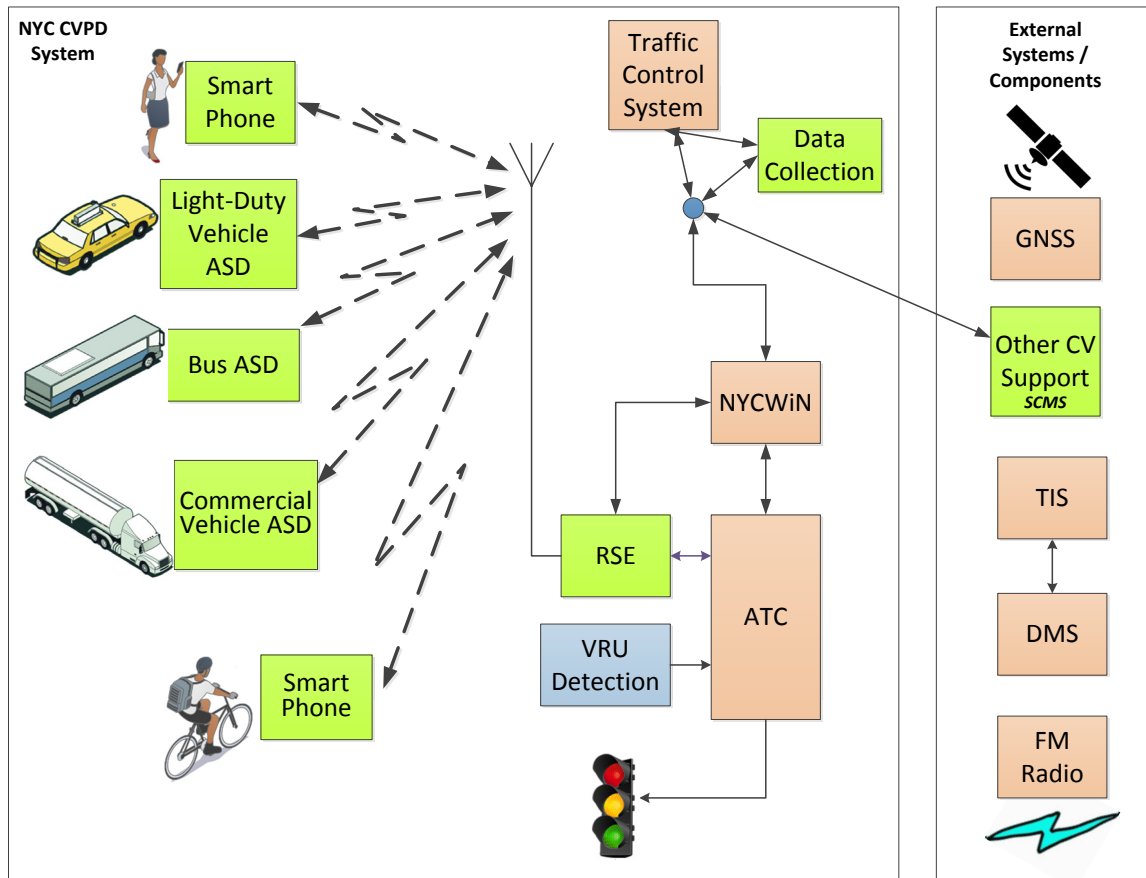 NYC CVPD
System
Smart
Phone
Light-Duty
Vehicle
ASD
Bus ASD
Commercial
Vehicle ASD
Smart
Phone
Traffic
Control
System
Data
Collection
NYCWiN
RSE
ATC
VRU
Detection
External
Systems /
Components
GNSS
Other CV
Support
SCMS
TIS
DMS
FM
Radio